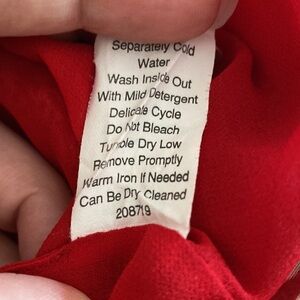 Separately Cold
Water
Wash Inside Out
With Mild Detergent
Delicate Cycle
Do Not Bleach
Tumble Dry Low
Remove Promptly
Warm Iron If Needed
Can Be Dry Cleaned
208719